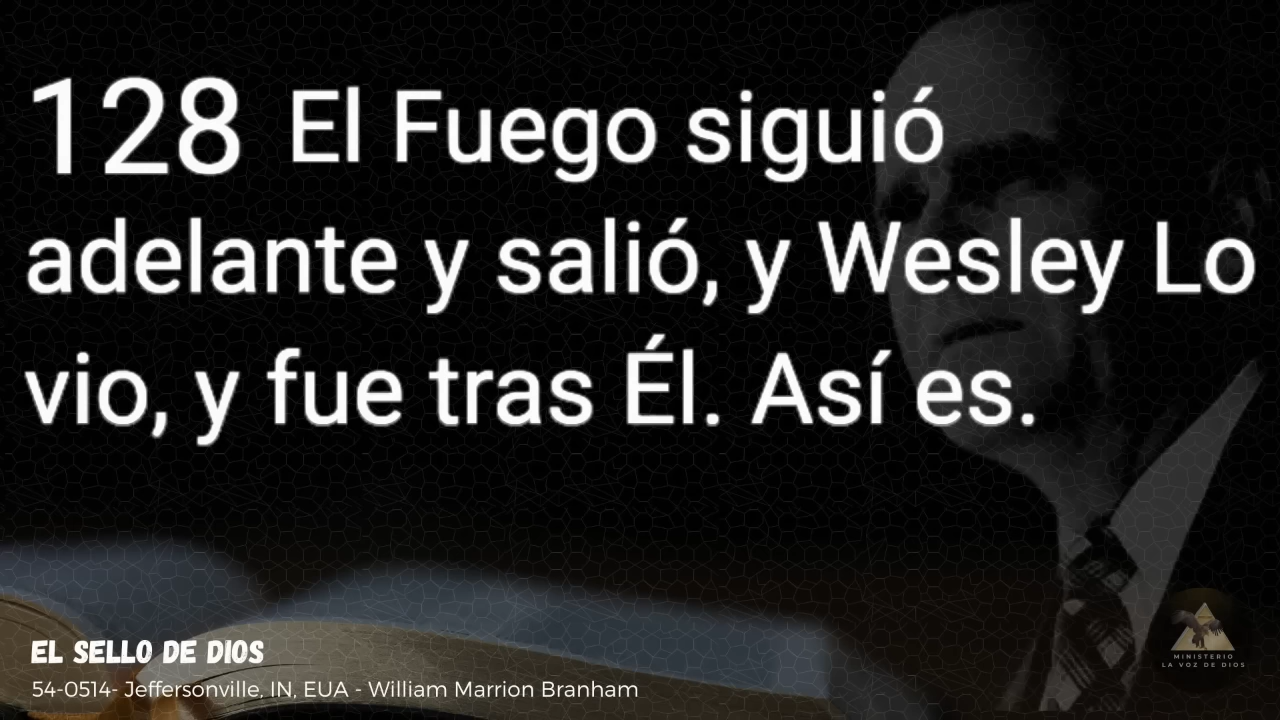 128 El Fuego siguió
adelante y salió, y Wesley Lo
vio, y fue tras Él. Así es.
EL SELLO DE DIOS
54-0514- Jeffersonville, IN, EUA - William Marrion Branham
MINISTERIO
LA VOZ DE DIOS